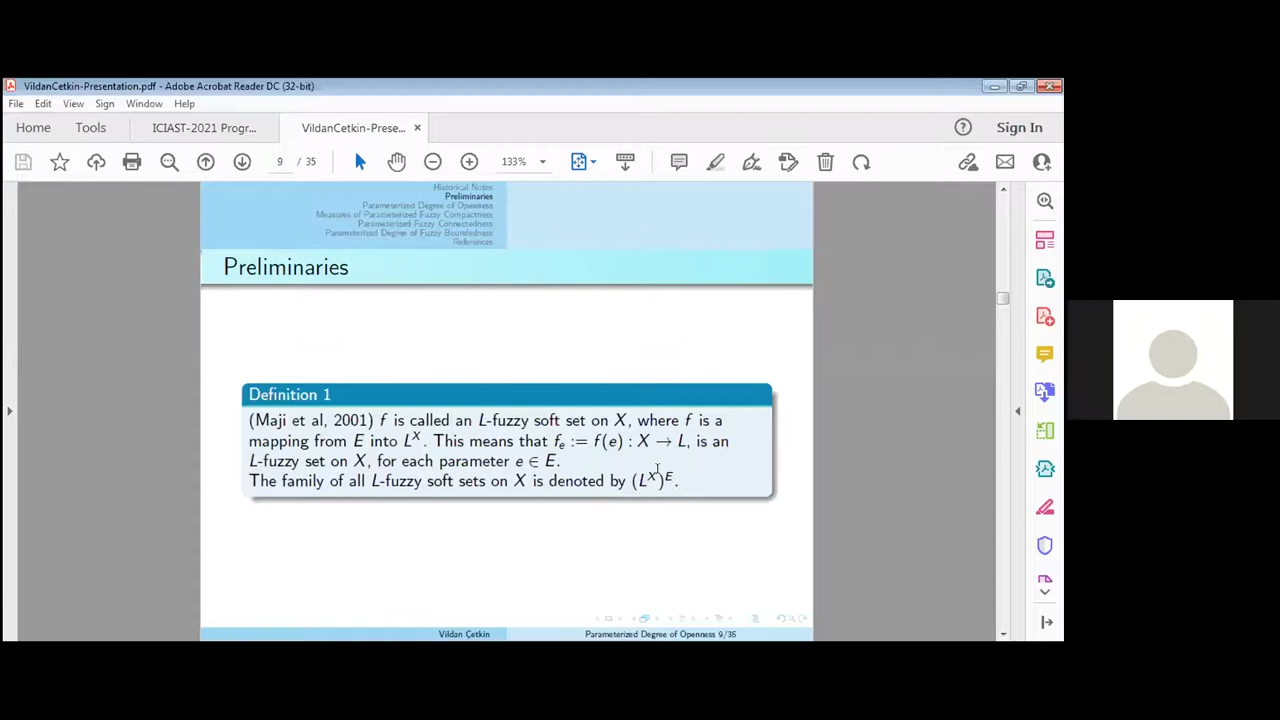 VildanCetkin-Presentation.pdf - Adobe Acrobat Reader DC (32-bit)
File Edit View Sign Window Help
Home Tools ICIAST-2021 Progr... VildanCetkin-Prese... × Sign In
9 / 35 133%
Historical Notes
Preliminaries
Parameterized Degree of Openness
Measures of Parameterized Fuzzy Compactness
Parameterized Fuzzy Connectedness
Parameterized Degree of Fuzzy Boundedness
References
Preliminaries
Definition 1
(Maji et al, 2001) f is called an L-fuzzy soft set on X, where f is a
mapping from E into L^X. This means that f_e := f(e) : X → L, is an
L-fuzzy set on X, for each parameter e ∈ E.
The family of all L-fuzzy soft sets on X is denoted by (L^X)^E.
Vildan Çetkin Parameterized Degree of Openness 9/35